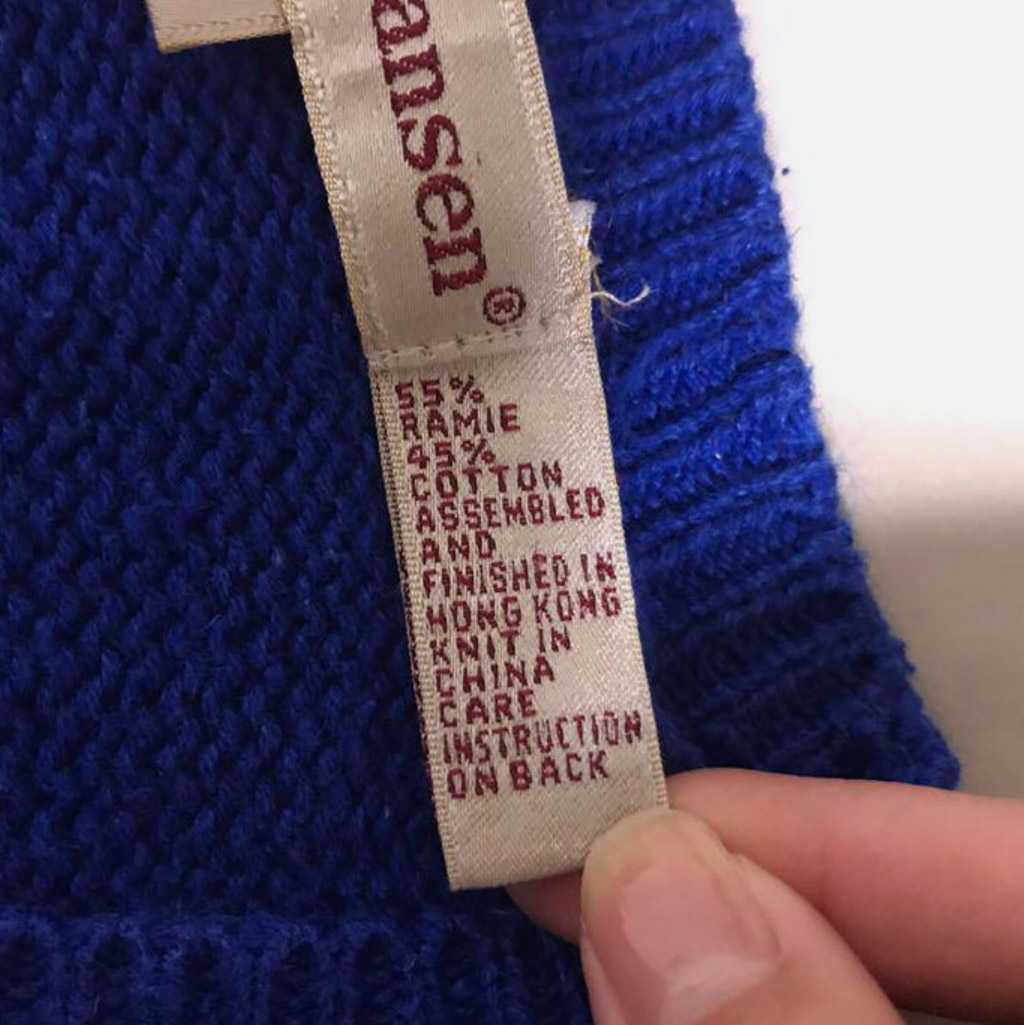 ansen®
55%
RAMIE
45%
COTTON
ASSEMBLED
AND
FINISHED IN
HONG KONG
KNIT IN
CHINA
CARE
INSTRUCTION
ON BACK